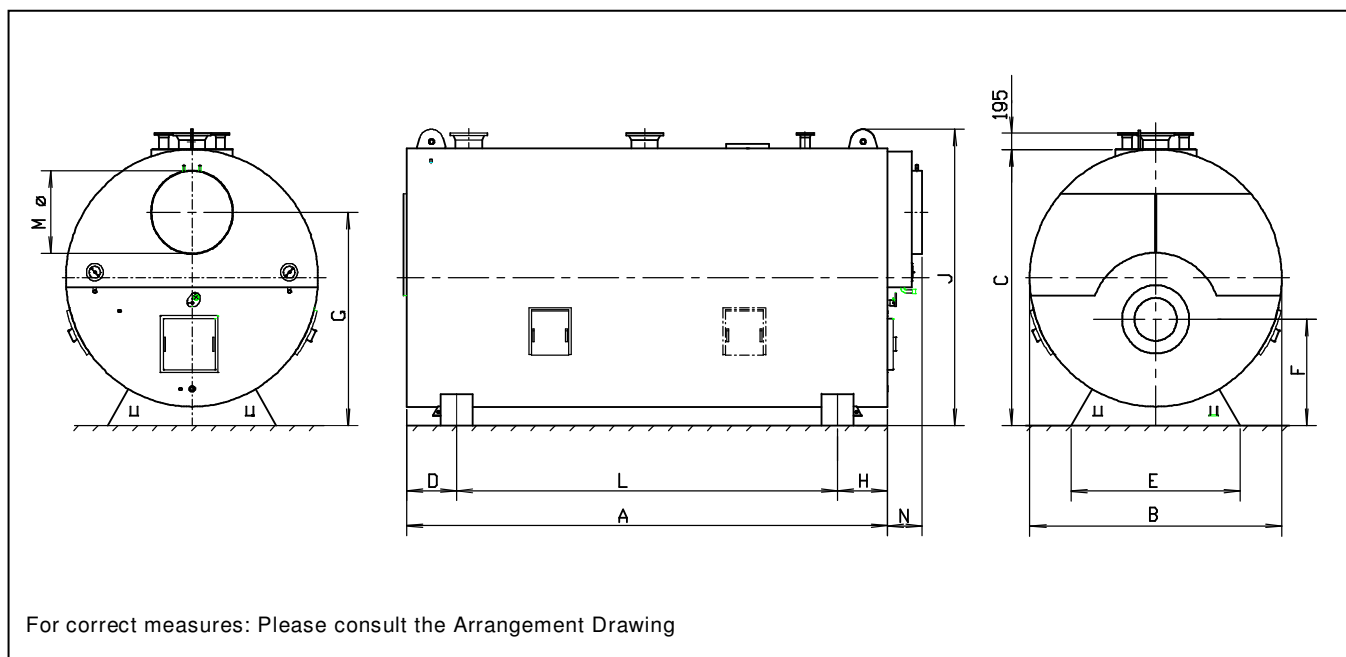 195
M ø
G
J
C
F
D
L
H
A
N
E
B
For correct measures: Please consult the Arrangement Drawing